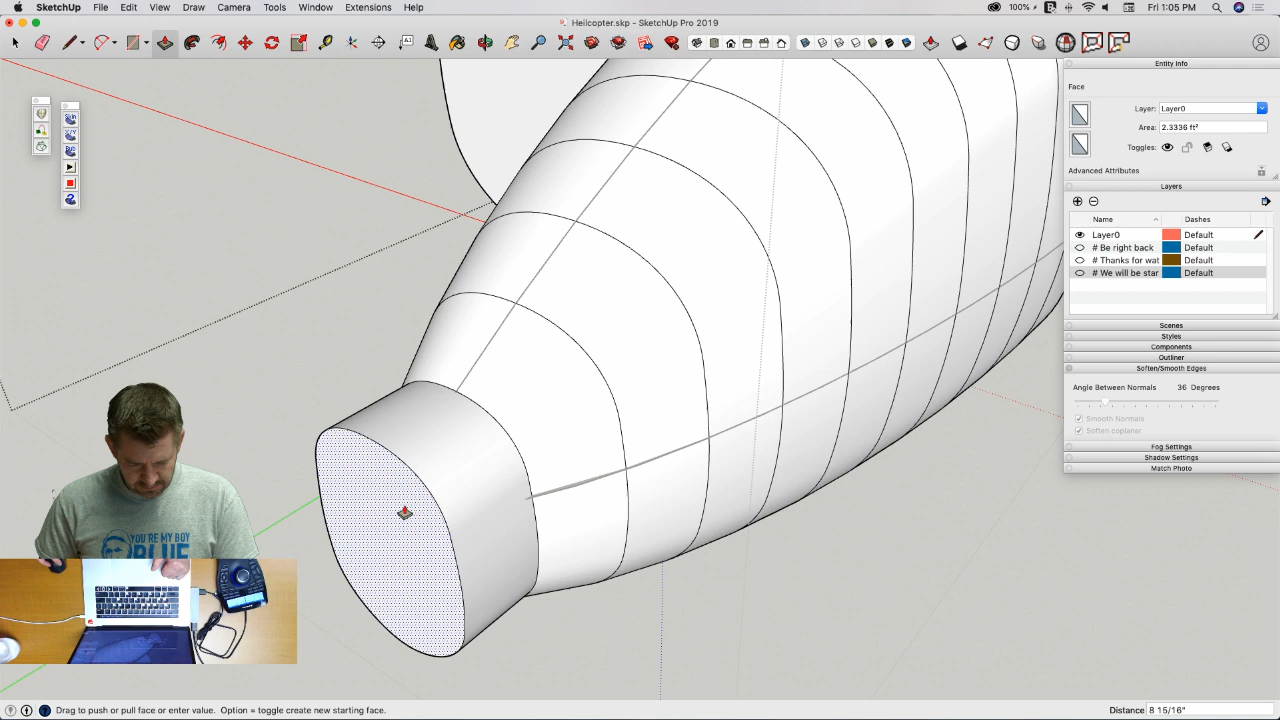 SketchUp File Edit View Draw Camera Tools Window Extensions Help 100% Fri 1:05 PM
Helicopter.skp - SketchUp Pro 2019
Entity Info
Face
Layer: Layer0
Area: 2.3336 ft²
Toggles:
Advanced Attributes
Layers
Name Dashes
Layer0 Default
# Be right back Default
# Thanks for wat Default
# We will be star Default
Scenes
Styles
Components
Outliner
Soften/Smooth Edges
Angle Between Normals 36 Degrees
Smooth Normals
Soften coplanar
Fog Settings
Shadow Settings
Match Photo
YOU'RE MY BOY
BLUE
Drag to push or pull face or enter value. Option = toggle create new starting face. Distance 8 15/16"